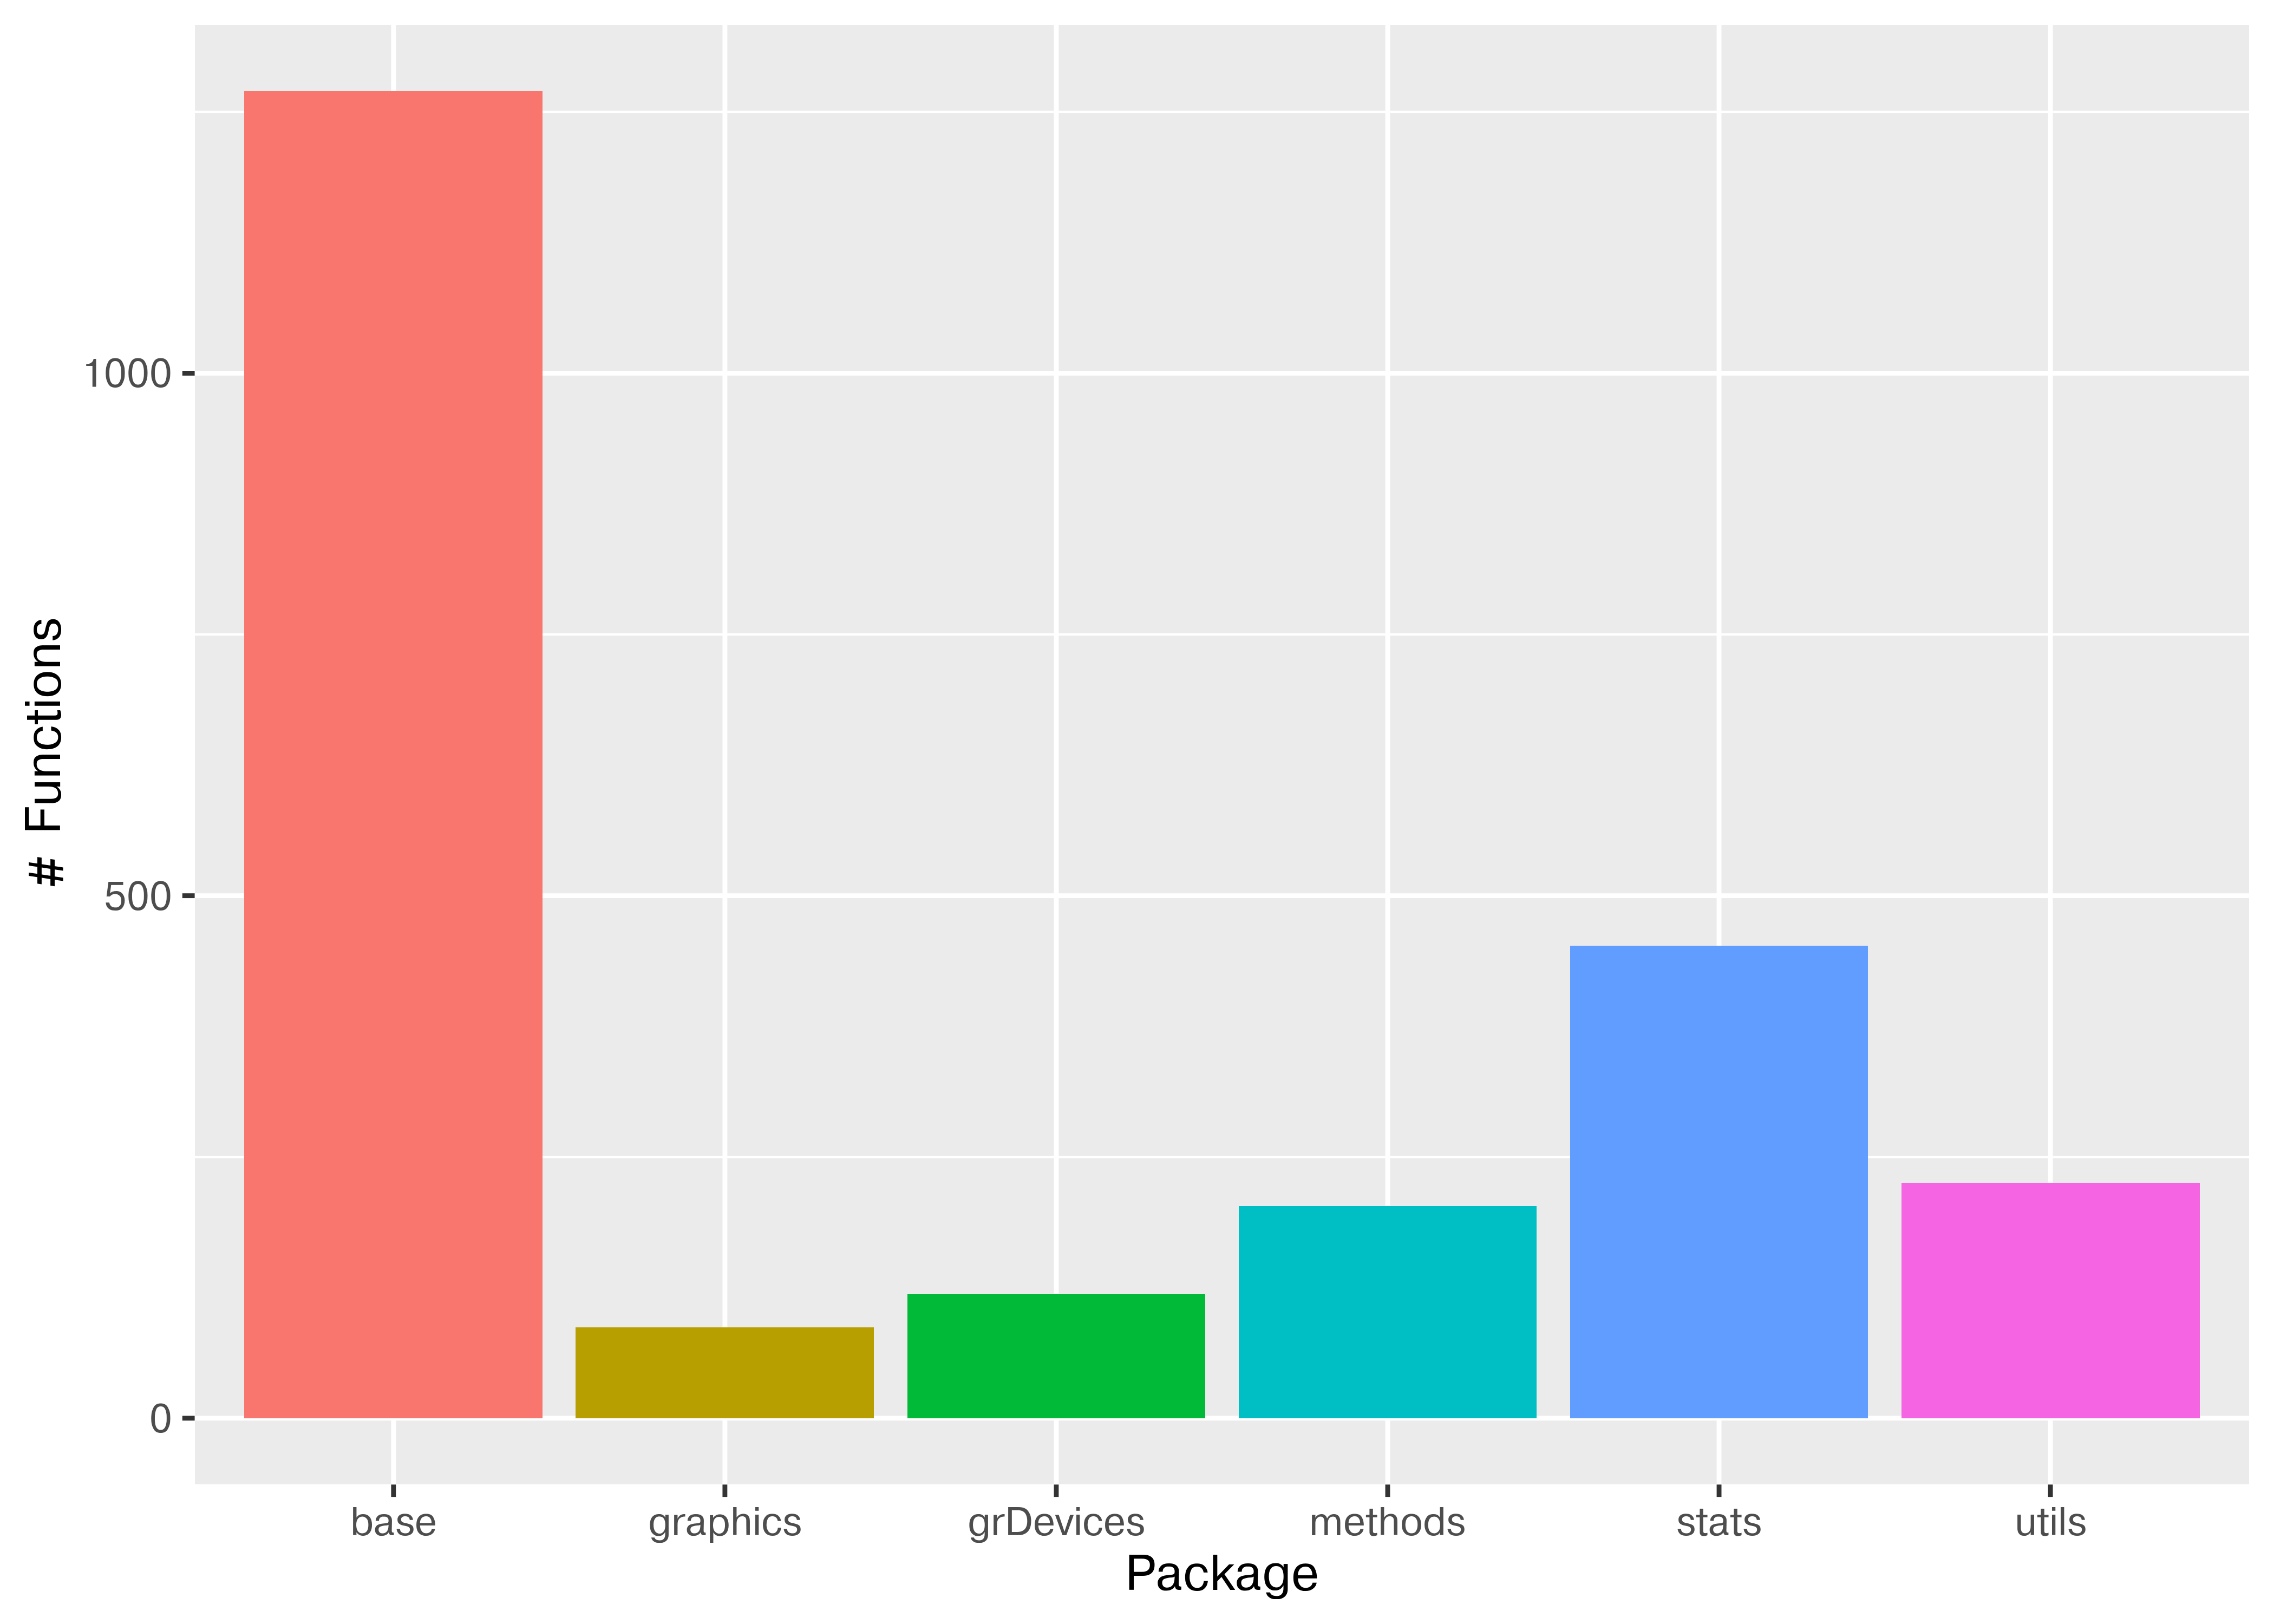 # Functions
1000
500
0
base graphics grDevices methods stats utils
Package